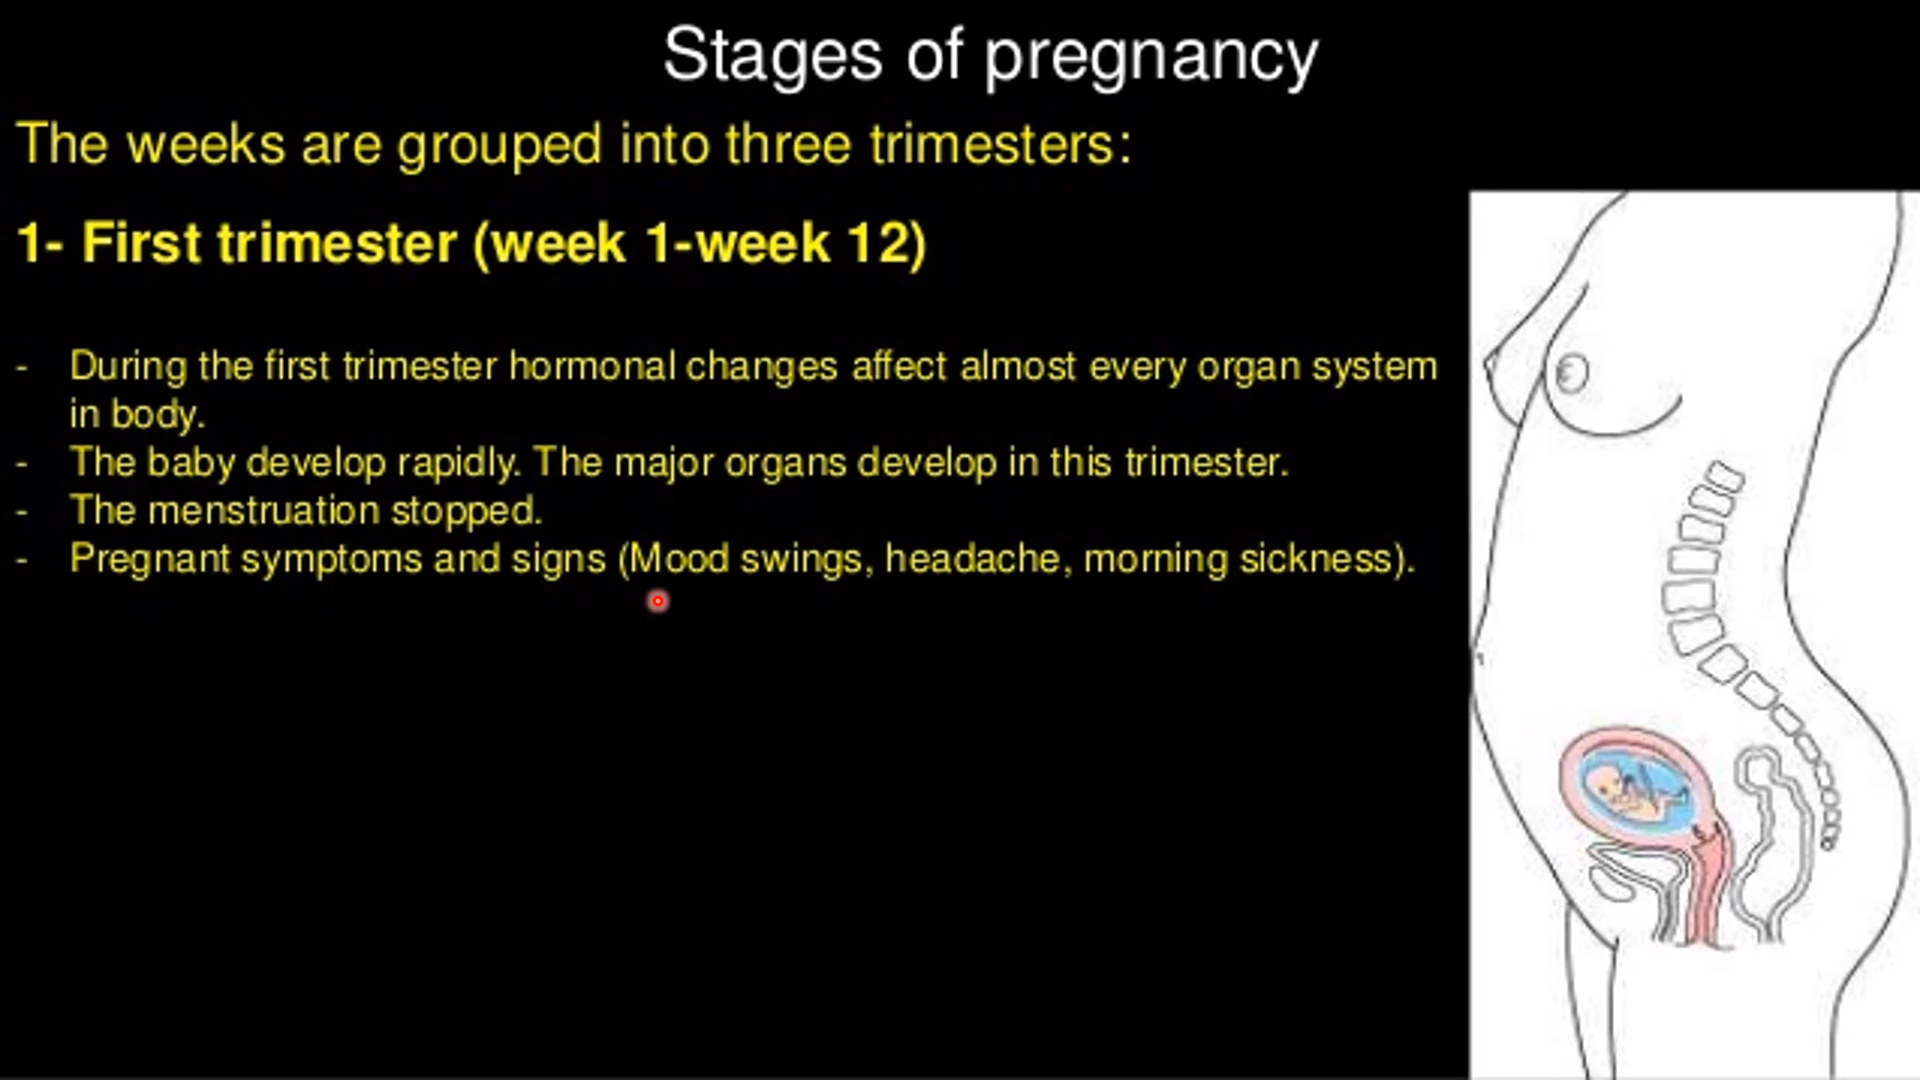 Stages of pregnancy
The weeks are grouped into three trimesters:
1- First trimester (week 1-week 12)
- During the first trimester hormonal changes affect almost every organ system
in body.
- The baby develop rapidly. The major organs develop in this trimester.
- The menstruation stopped.
- Pregnant symptoms and signs (Mood swings, headache, morning sickness).